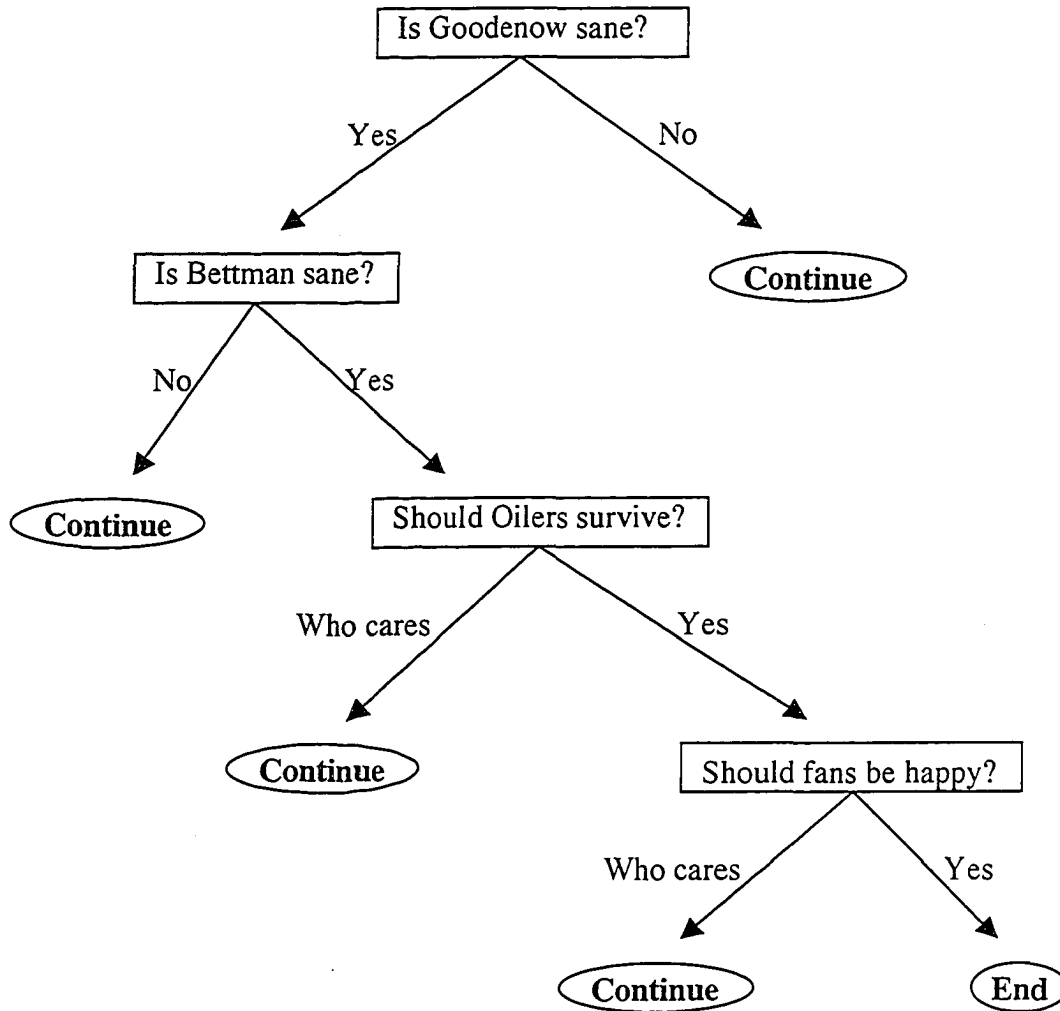 Is Goodenow sane?
Yes
No
Is Bettman sane?
Continue
No
Yes
Continue
Should Oilers survive?
Who cares
Yes
Continue
Should fans be happy?
Who cares
Yes
Continue
End